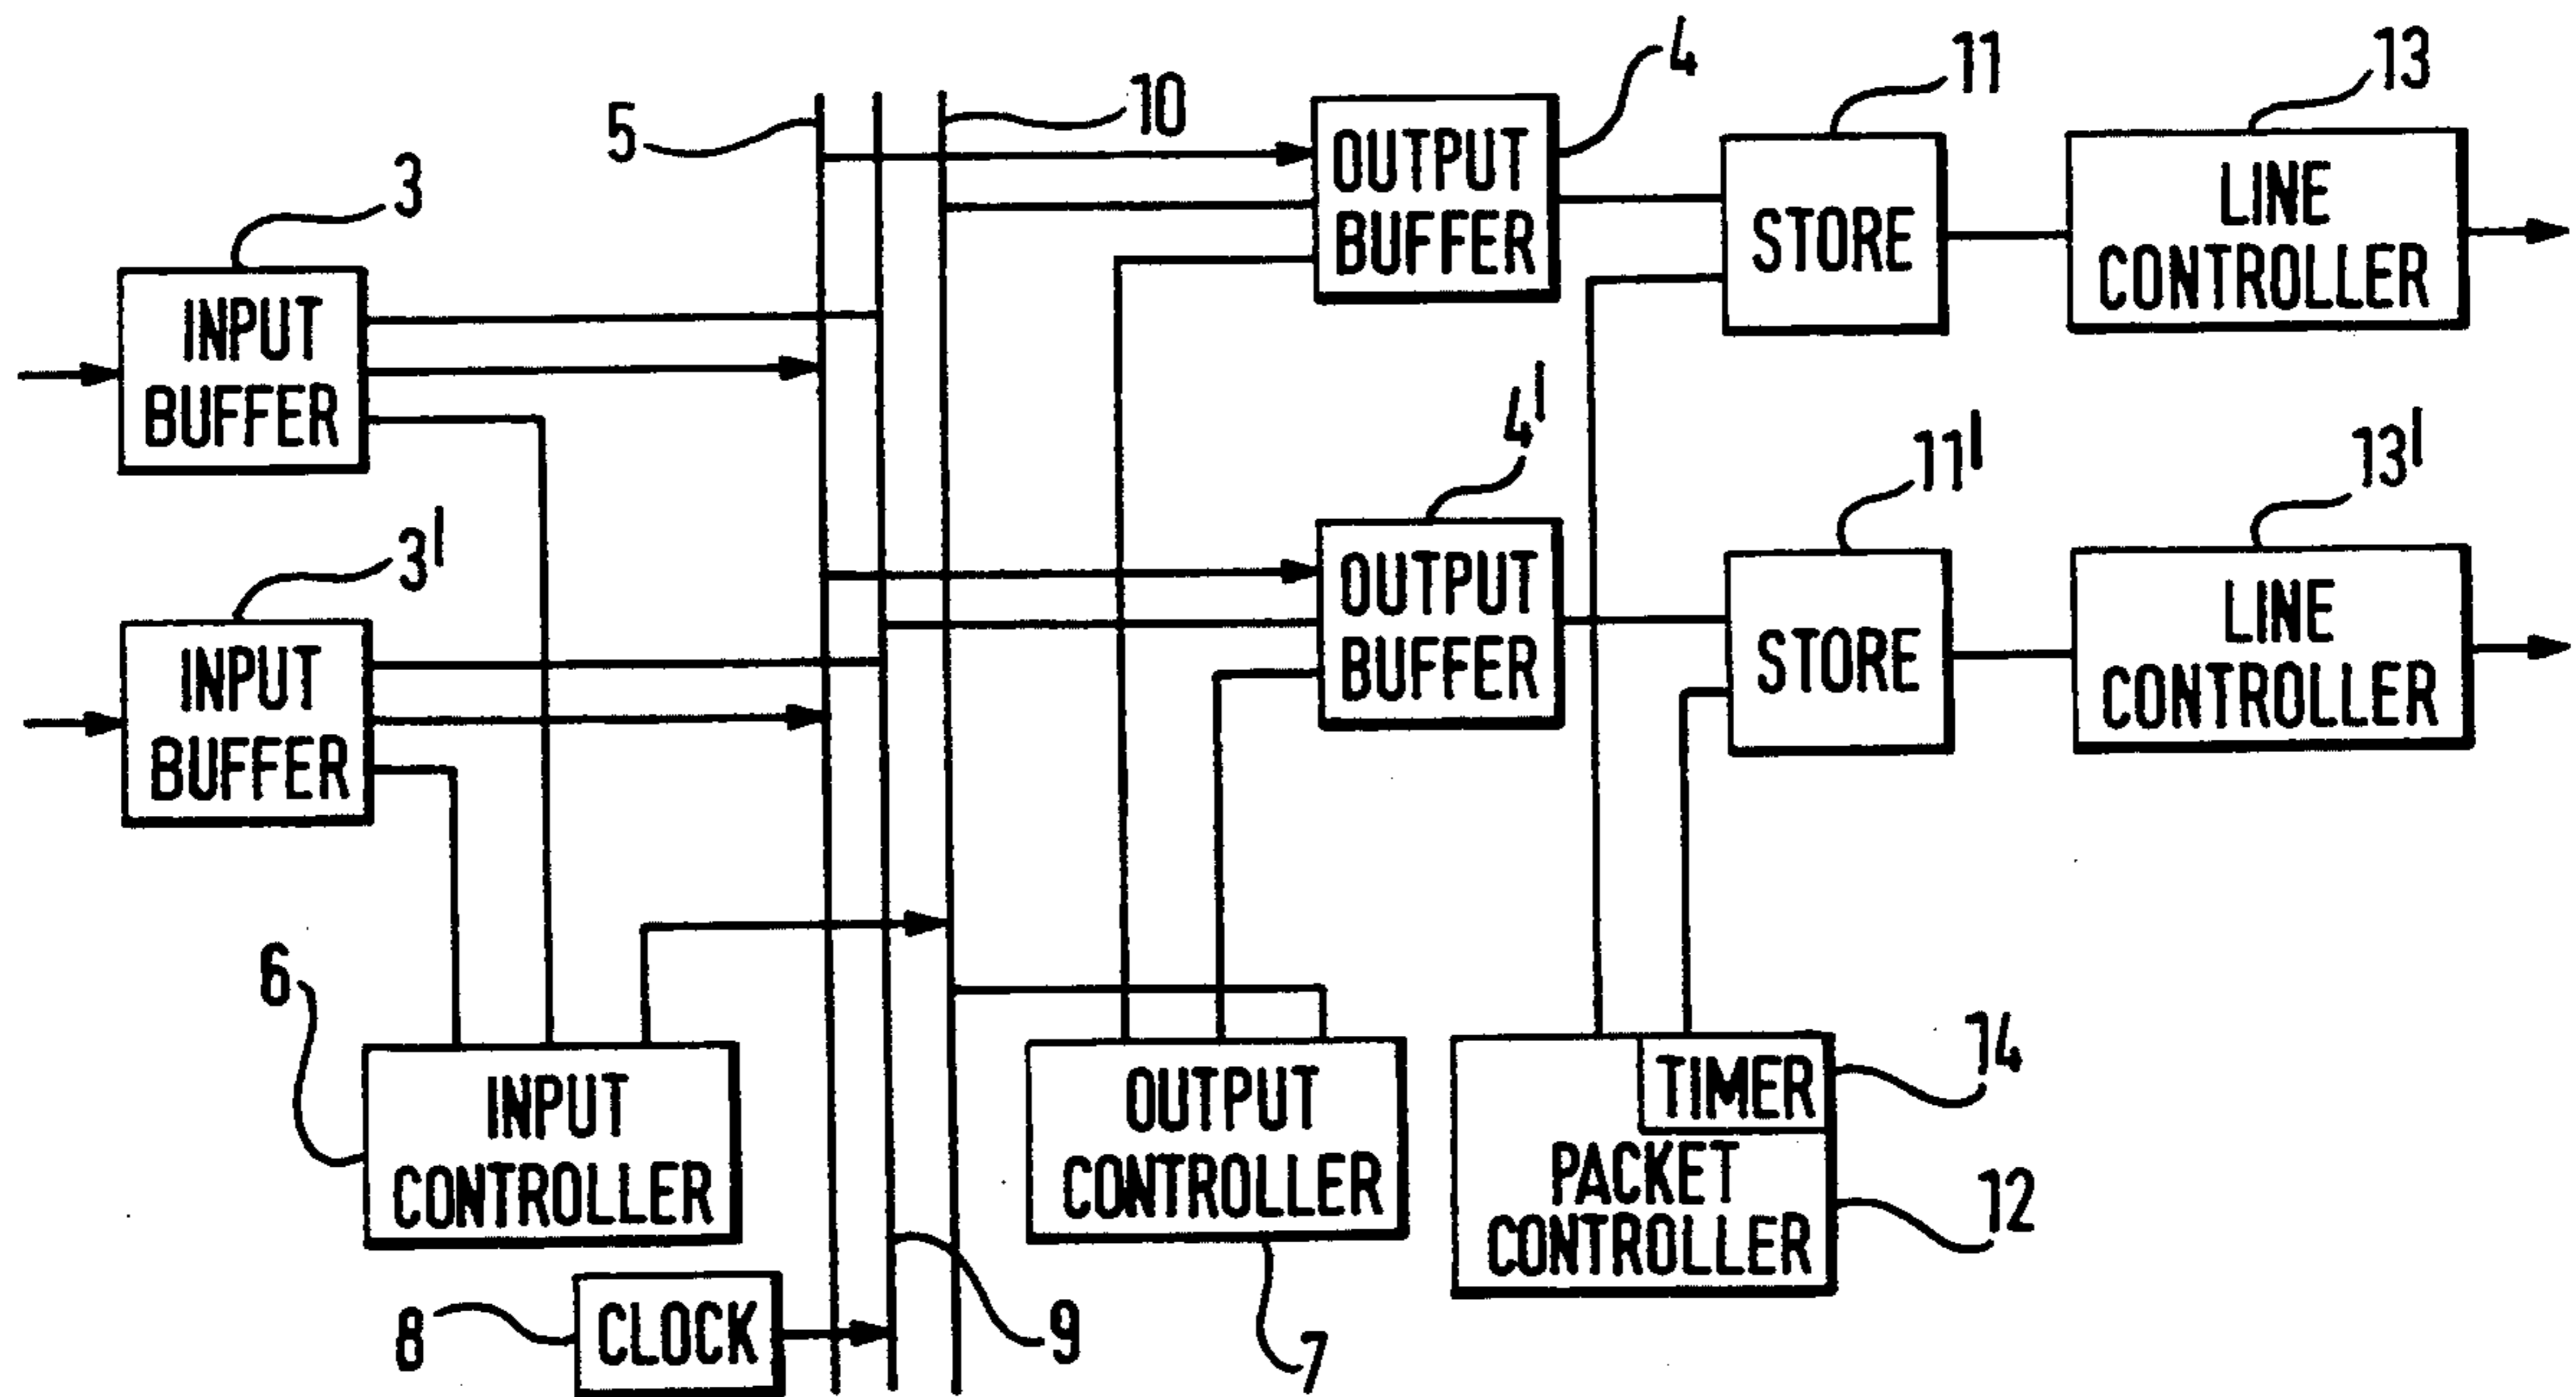 4
11
13
5
10
OUTPUT
BUFFER
STORE
LINE
CONTROLLER
3
INPUT
BUFFER
4'
11'
13'
3'
OUTPUT
BUFFER
STORE
LINE
CONTROLLER
INPUT
BUFFER
6
INPUT
CONTROLLER
OUTPUT
CONTROLLER
TIMER
14
PACKET
CONTROLLER
12
8
CLOCK
9
7